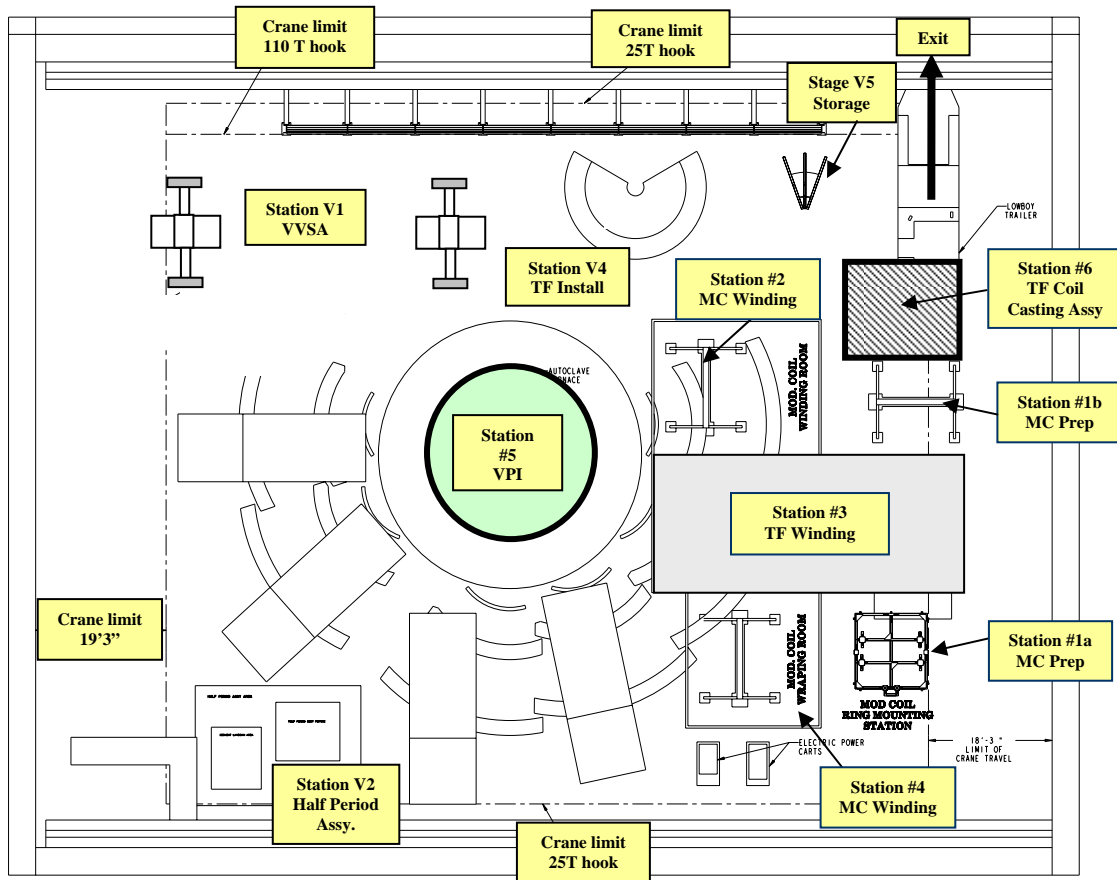 Crane limit
110 T hook
Crane limit
25T hook
Exit
Stage V5
Storage
Station V1
VVSA
LOWBOY
TRAILER
Station V4
TF Install
Station #2
MC Winding
Station #6
TF Coil
Casting Assy
MOD. COIL
WINDING ROOM
AUTOCLAVE
Station #1b
MC Prep
Station
#5
VPI
Station #3
TF Winding
Crane limit
19'3"
MOD. COIL
WRAPING ROOM
Station #1a
MC Prep
MOD COIL
RING MOUNTING
STATION
HALF PERIOD ASSY AREA
18'-3 "
LIMIT OF
CRANE TRAVEL
ELECTRIC POWER
CARTS
Station V2
Half Period
Assy.
Station #4
MC Winding
Crane limit
25T hook